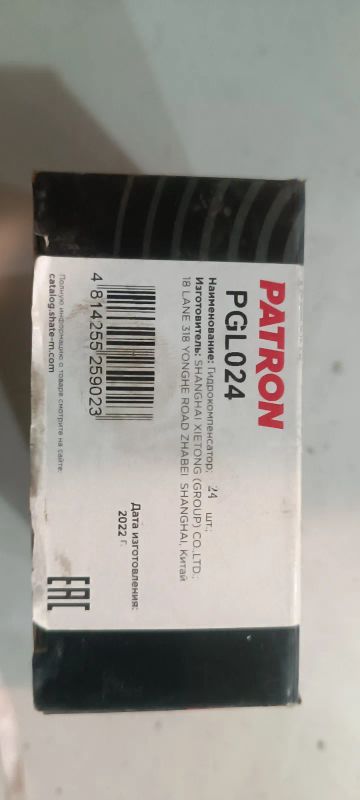 PATRON
PGL024
Наименование: Гидрокомпенсатор; 24 шт.;
Изготовитель: SHANGHAI XIETONG (GROUP) CO.,LTD.;
18 LANE 318 YONGHE ROAD ZHABEI SHANGHAI, Китай
4 814255 259023
Дата изготовления:
2022 г.
Полную информацию о товаре смотрите на сайте:
catalog.shate-m.com
EAC